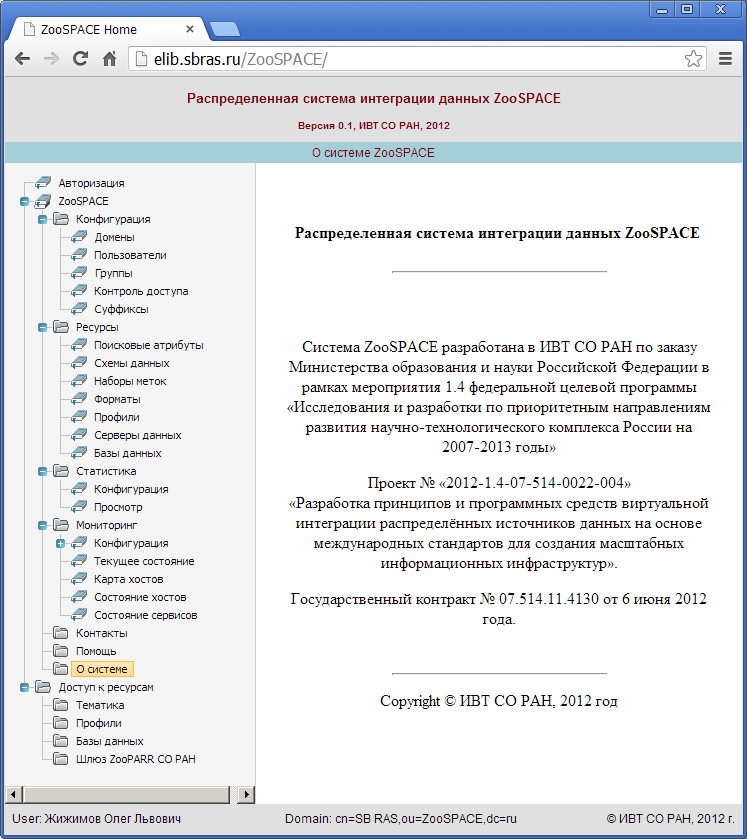 ZooSPACE Home
elib.sbras.ru/ZooSPACE/
Распределенная система интеграции данных ZooSPACE
Версия 0.1, ИВТ СО РАН, 2012
О системе ZooSPACE
Авторизация
ZooSPACE
Конфигурация
Домены
Пользователи
Группы
Контроль доступа
Суффиксы
Ресурсы
Поисковые атрибуты
Схемы данных
Наборы меток
Форматы
Профили
Серверы данных
Базы данных
Статистика
Конфигурация
Просмотр
Мониторинг
Конфигурация
Текущее состояние
Карта хостов
Состояние хостов
Состояние сервисов
Контакты
Помощь
О системе
Доступ к ресурсам
Тематика
Профили
Базы данных
Шлюз ZooPARR СО РАН
Распределенная система интеграции данных ZooSPACE
Система ZooSPACE разработана в ИВТ СО РАН по заказу
Министерства образования и науки Российской Федерации в
рамках мероприятия 1.4 федеральной целевой программы
«Исследования и разработки по приоритетным направлениям
развития научно-технологического комплекса России на
2007-2013 годы»
Проект № «2012-1.4-07-514-0022-004»
«Разработка принципов и программных средств виртуальной
интеграции распределённых источников данных на основе
международных стандартов для создания масштабных
информационных инфраструктур».
Государственный контракт № 07.514.11.4130 от 6 июня 2012
года.
Copyright © ИВТ СО РАН, 2012 год
User: Жижимов Олег Львович
Domain: cn=SB RAS,ou=ZooSPACE,dc=ru
© ИВТ СО РАН, 2012 г.